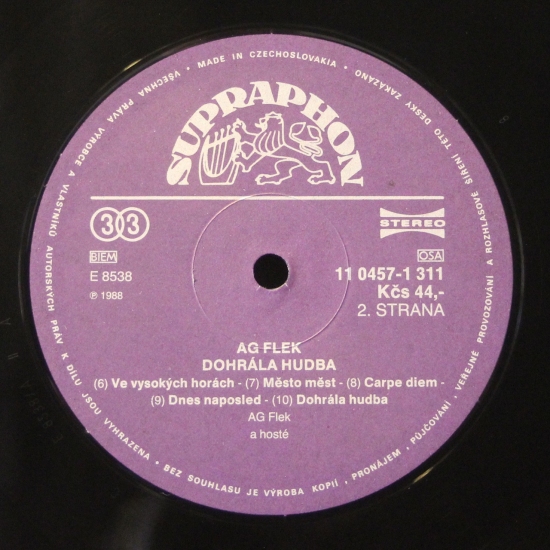 • MADE IN CZECHOSLOVAKIA •
VŠECHNA PRÁVA VÝROBCE A VLASTNÍKŮ AUTORSKÝCH PRÁV K DÍLU JSOU VYHRAZENA • BEZ SOUHLASU JE VÝROBA KOPIÍ, PRONÁJEM, PŮJČOVÁNÍ, VEŘEJNÉ PROVOZOVÁNÍ A ROZHLASOVÉ ŠÍŘENÍ TÉTO DESKY ZAKÁZÁNO
SUPRAPHON
33
STEREO
BIEM
OSA
E 8538
11 0457-1 311
℗ 1988
Kčs 44,-
2. STRANA
AG FLEK
DOHRÁLA HUDBA
(6) Ve vysokých horách - (7) Město měst - (8) Carpe diem -
(9) Dnes naposled - (10) Dohrála hudba
AG Flek
a hosté